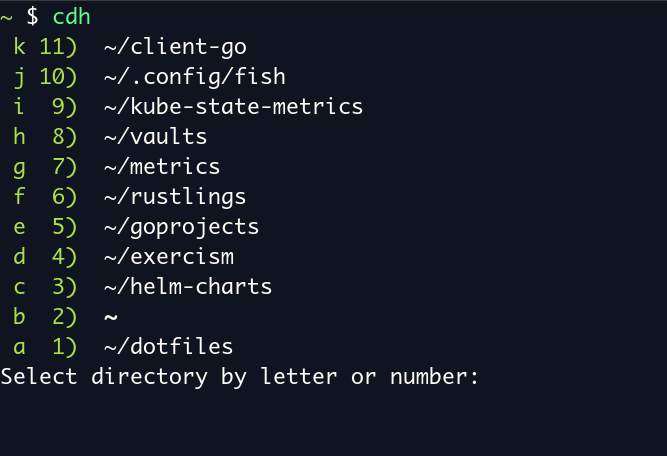 ~ $ cdh
k 11)  ~/client-go
j 10)  ~/.config/fish
i  9)  ~/kube-state-metrics
h  8)  ~/vaults
g  7)  ~/metrics
f  6)  ~/rustlings
e  5)  ~/goprojects
d  4)  ~/exercism
c  3)  ~/helm-charts
b  2)  ~
a  1)  ~/dotfiles
Select directory by letter or number: